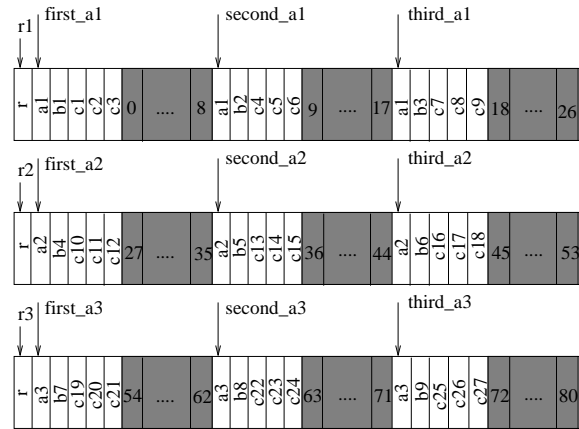 r1 first_a1 second_a1 third_a1
r a1 b1 c1 c2 c3 0 .... 8 a1 b2 c4 c5 c6 9 .... 17 a1 b3 c7 c8 c9 18 .... 26
r2 first_a2 second_a2 third_a2
r a2 b4 c10 c11 c12 27 .... 35 a2 b5 c13 c14 c15 36 .... 44 a2 b6 c16 c17 c18 45 .... 53
r3 first_a3 second_a3 third_a3
r a3 b7 c19 c20 c21 54 .... 62 a3 b8 c22 c23 c24 63 .... 71 a3 b9 c25 c26 c27 72 .... 80